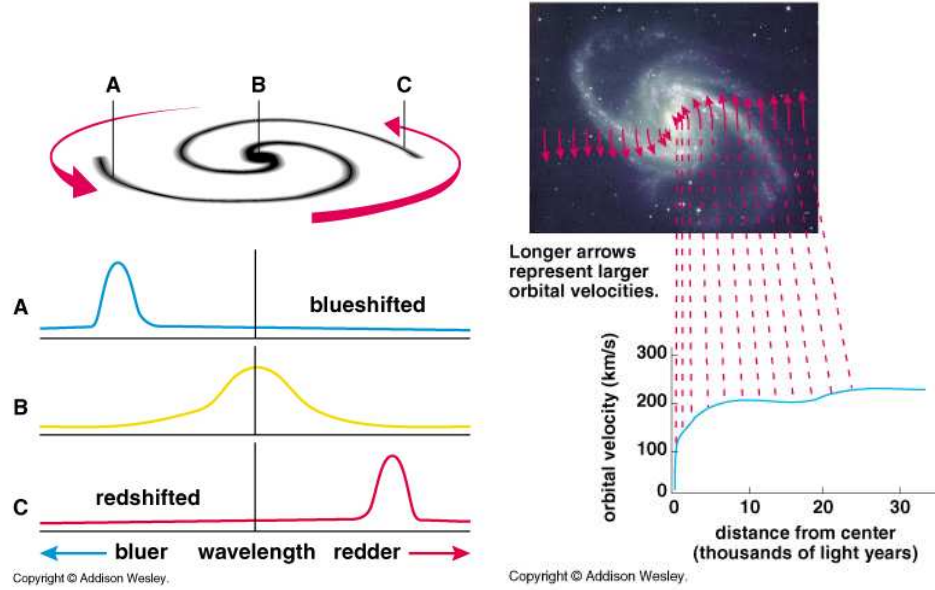 A B C
A blueshifted
B
redshifted
C
bluer wavelength redder
Copyright © Addison Wesley.
Longer arrows
represent larger
orbital velocities.
orbital velocity (km/s)
300
200
100
0
0 10 20 30
distance from center
(thousands of light years)
Copyright © Addison Wesley.